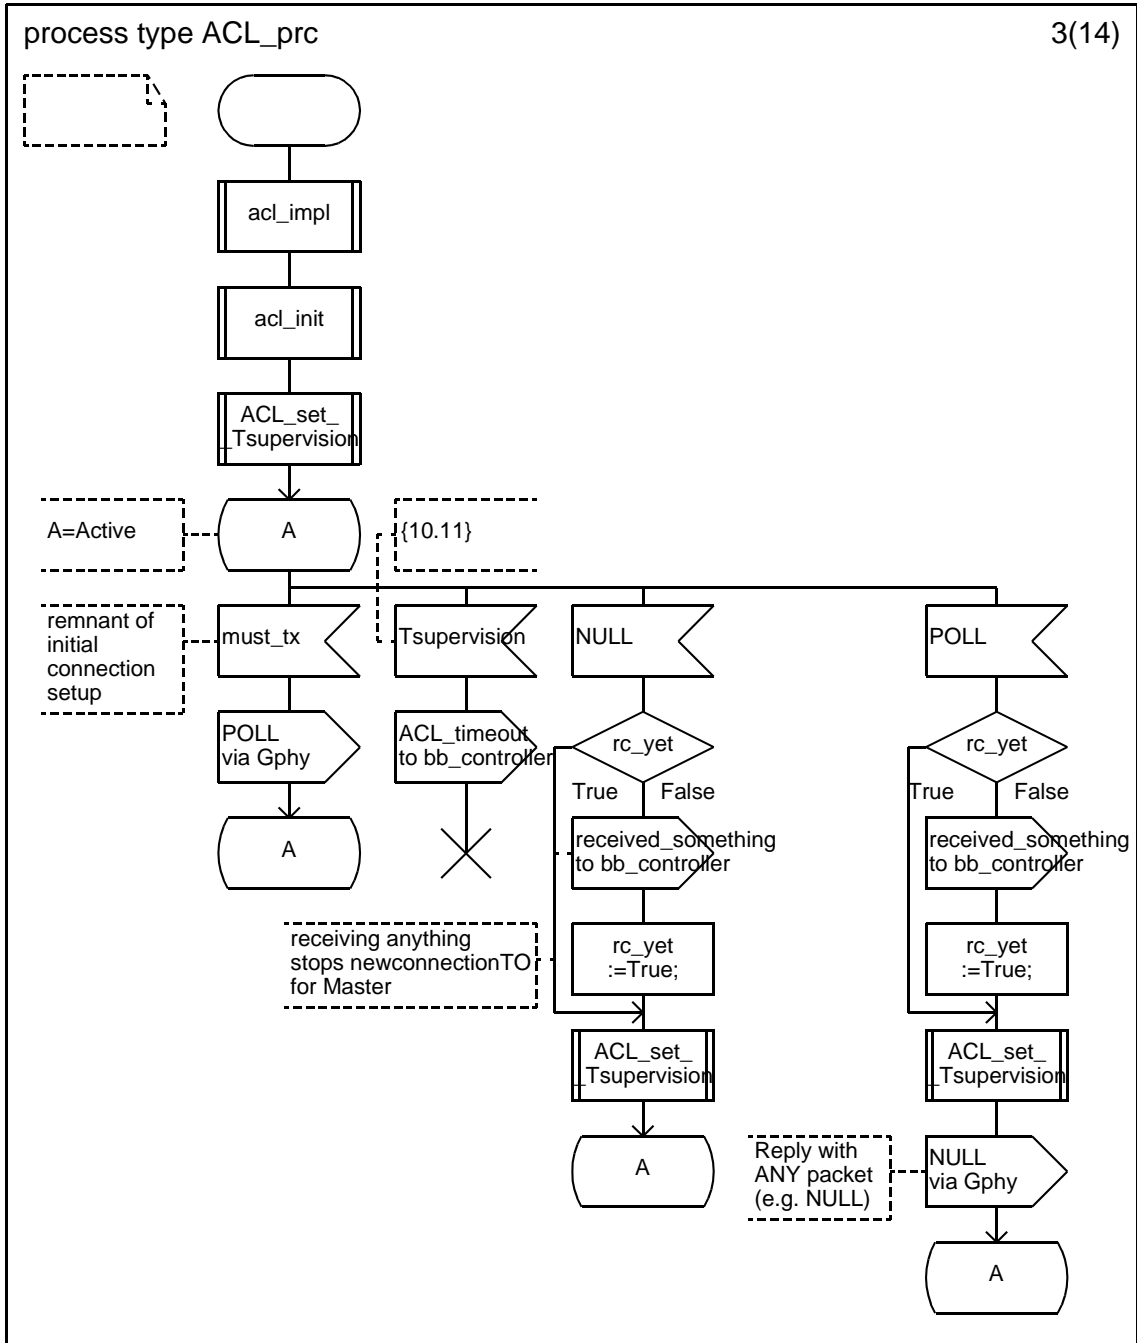 process type ACL_prc
3(14)
acl_impl
acl_init
ACL_set_
_Tsupervision
A=Active
A
{10.11}
remnant of
initial
connection
setup
must_tx
Tsupervision
NULL
POLL
POLL
via Gphy
ACL_timeout
to bb_controller
rc_yet
True
False
rc_yet
True
False
A
received_something
to bb_controller
received_something
to bb_controller
receiving anything
stops newconnectionTO
for Master
rc_yet
:=True;
rc_yet
:=True;
ACL_set_
_Tsupervision
ACL_set_
_Tsupervision
A
Reply with
ANY packet
(e.g. NULL)
NULL
via Gphy
A